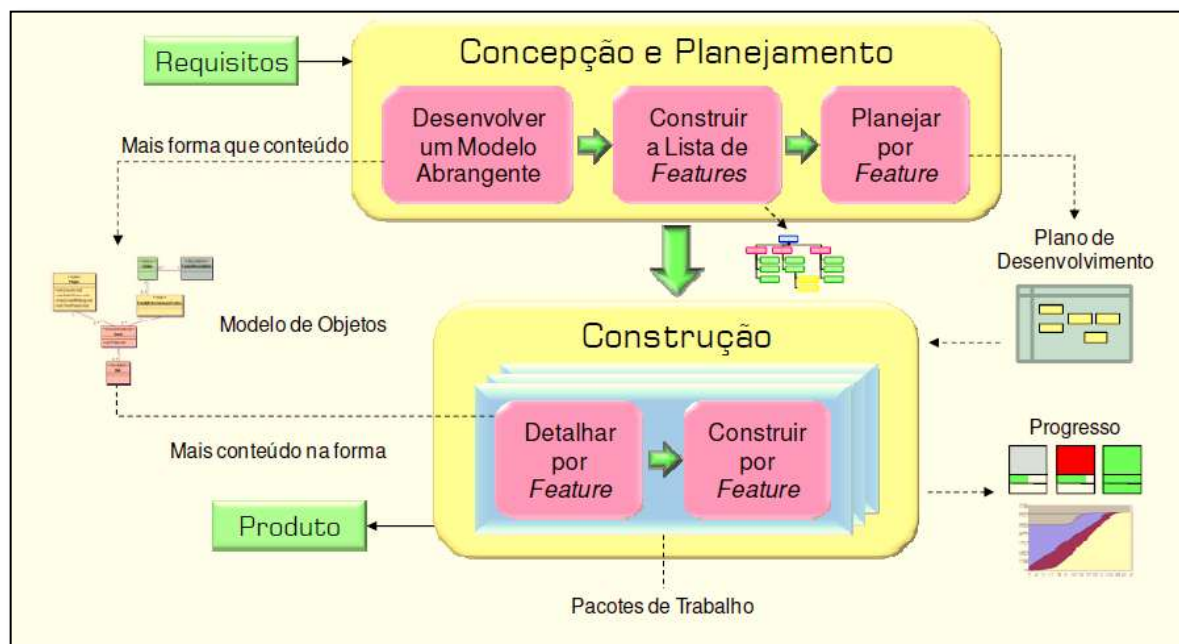 Concepção e Planejamento
Requisitos
Desenvolver
um Modelo
Abrangente
Construir
a Lista de
Features
Planejar
por
Feature
Mais forma que conteúdo
Plano de
Desenvolvimento
Modelo de Objetos
Construção
Detalhar
por
Feature
Construir
por
Feature
Mais conteúdo na forma
Progresso
Produto
Pacotes de Trabalho